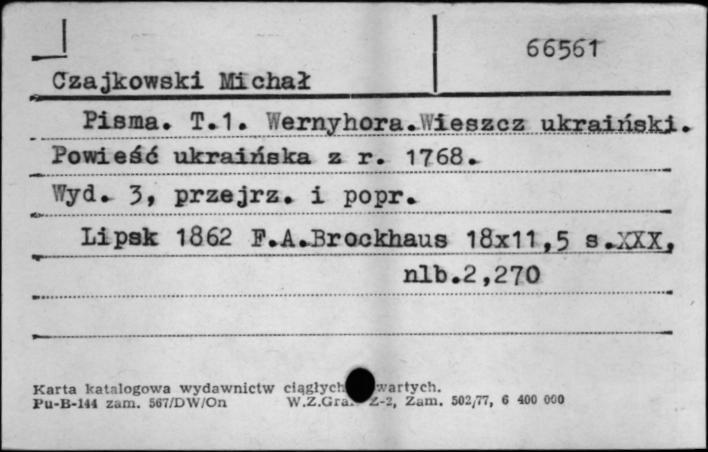 66561
Czajkowski Michał
Pisma. T.1. Wernyhora.Wieszcz ukraiński.
Powieść ukraińska z r. 1768.
Wyd. 3, przejrz. i popr.
Lipsk 1862 F.A.Brockhaus 18x11,5 s.XXX,
nlb.2,270
Karta katalogowa wydawnictw ciągłych wartych.
Pu-B-144 zam. 567/DW/On W.Z.Graf Z-2, Zam. 502/77, 6 400 000